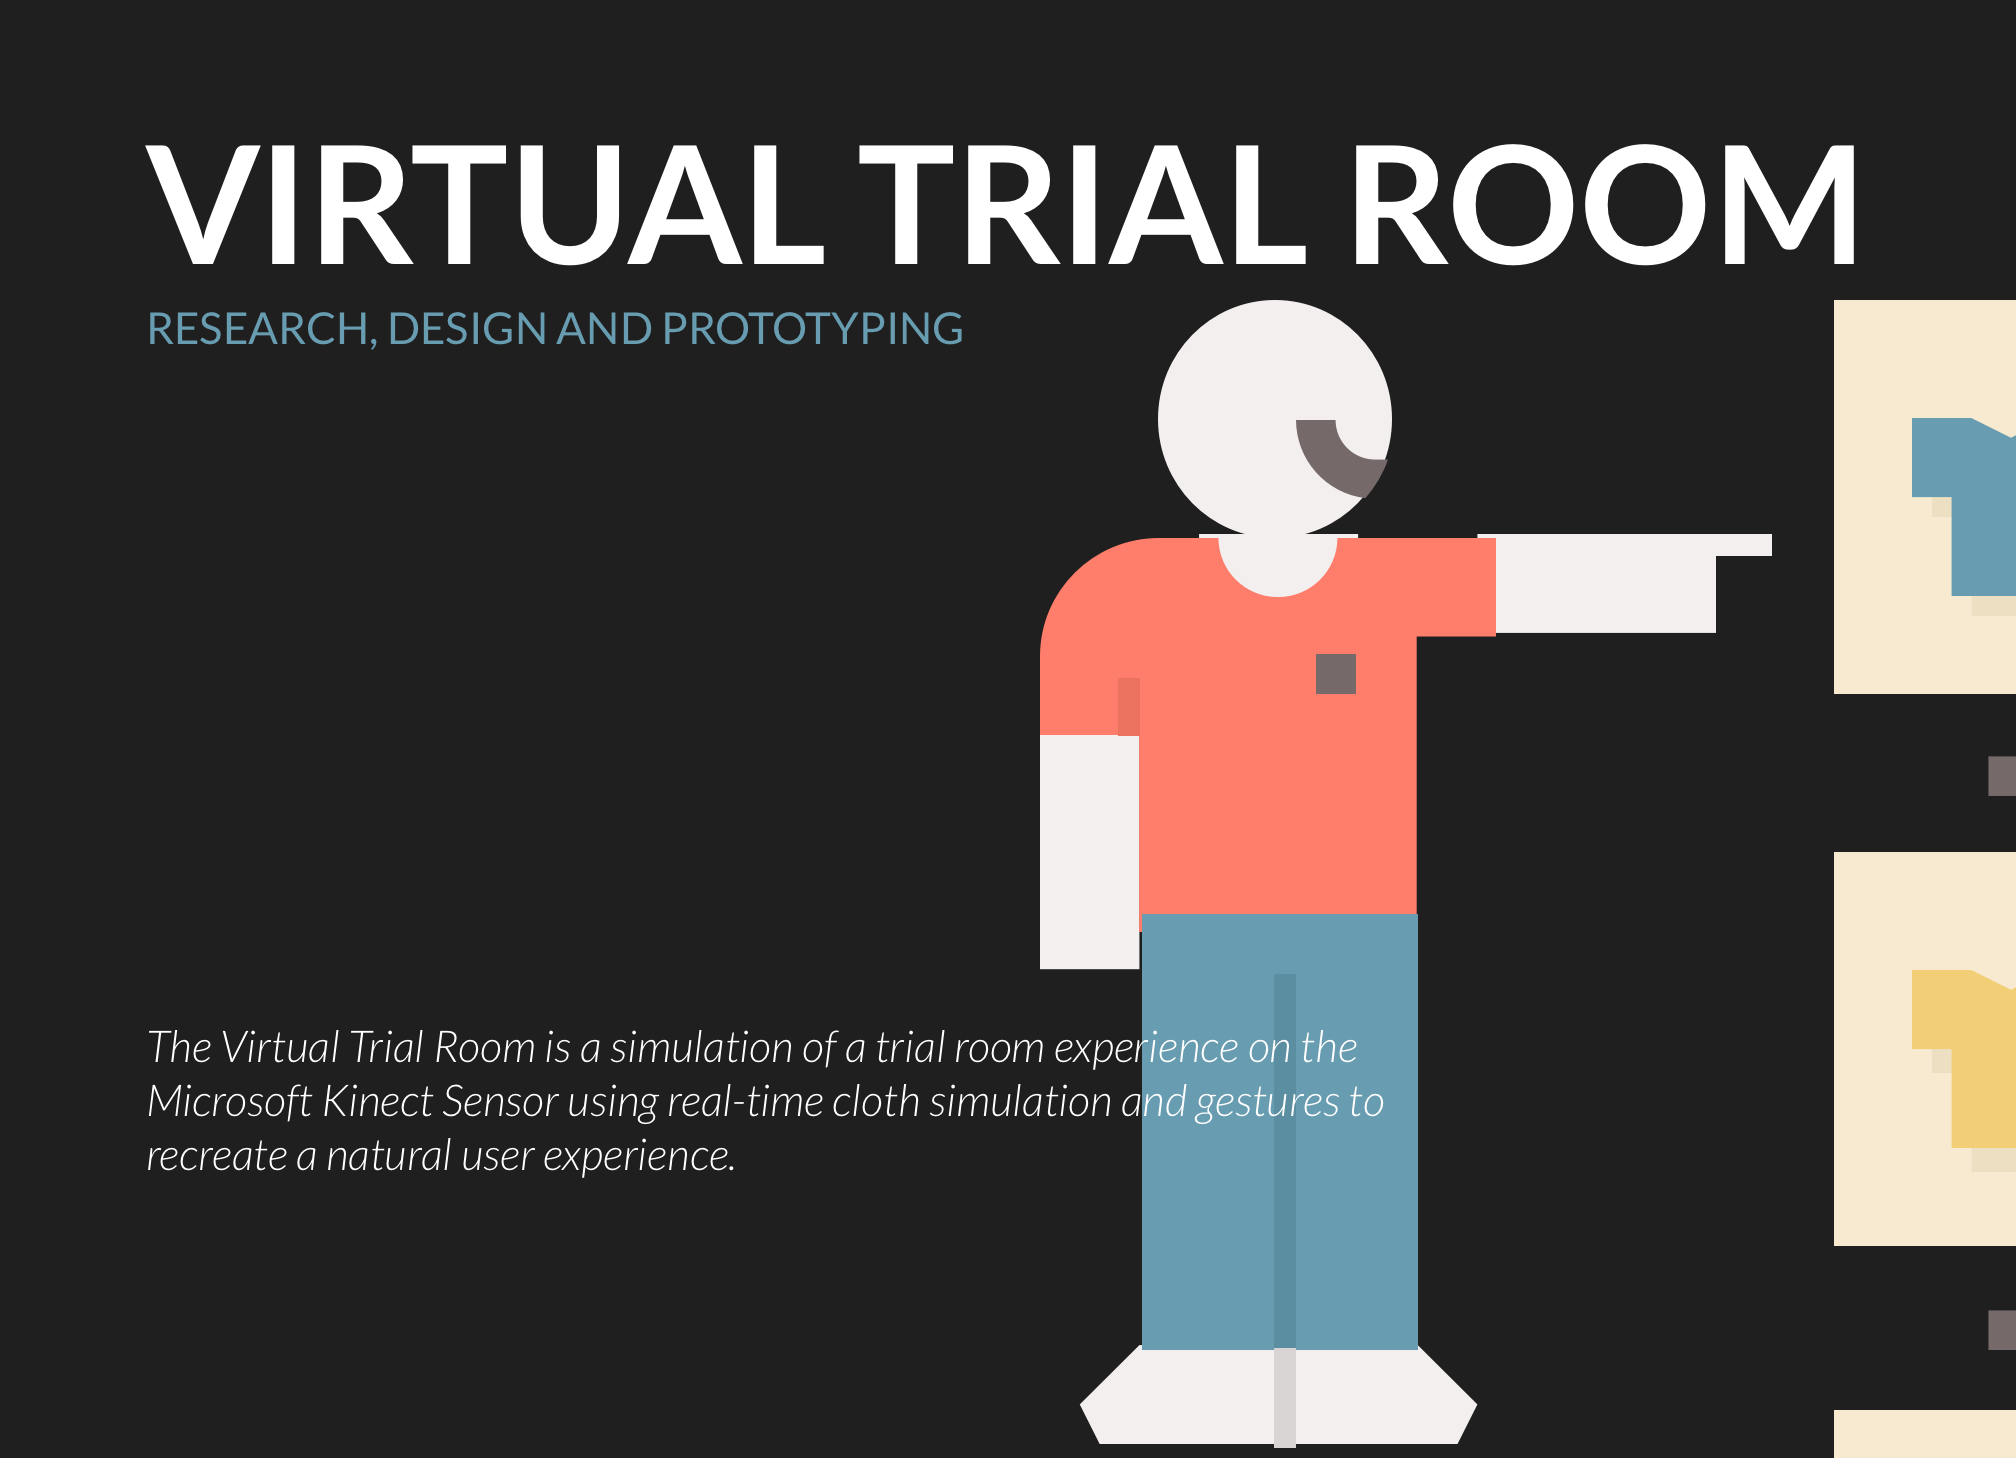 VIRTUAL TRIAL ROOM
RESEARCH, DESIGN AND PROTOTYPING
The Virtual Trial Room is a simulation of a trial room experience on the
Microsoft Kinect Sensor using real-time cloth simulation and gestures to
recreate a natural user experience.